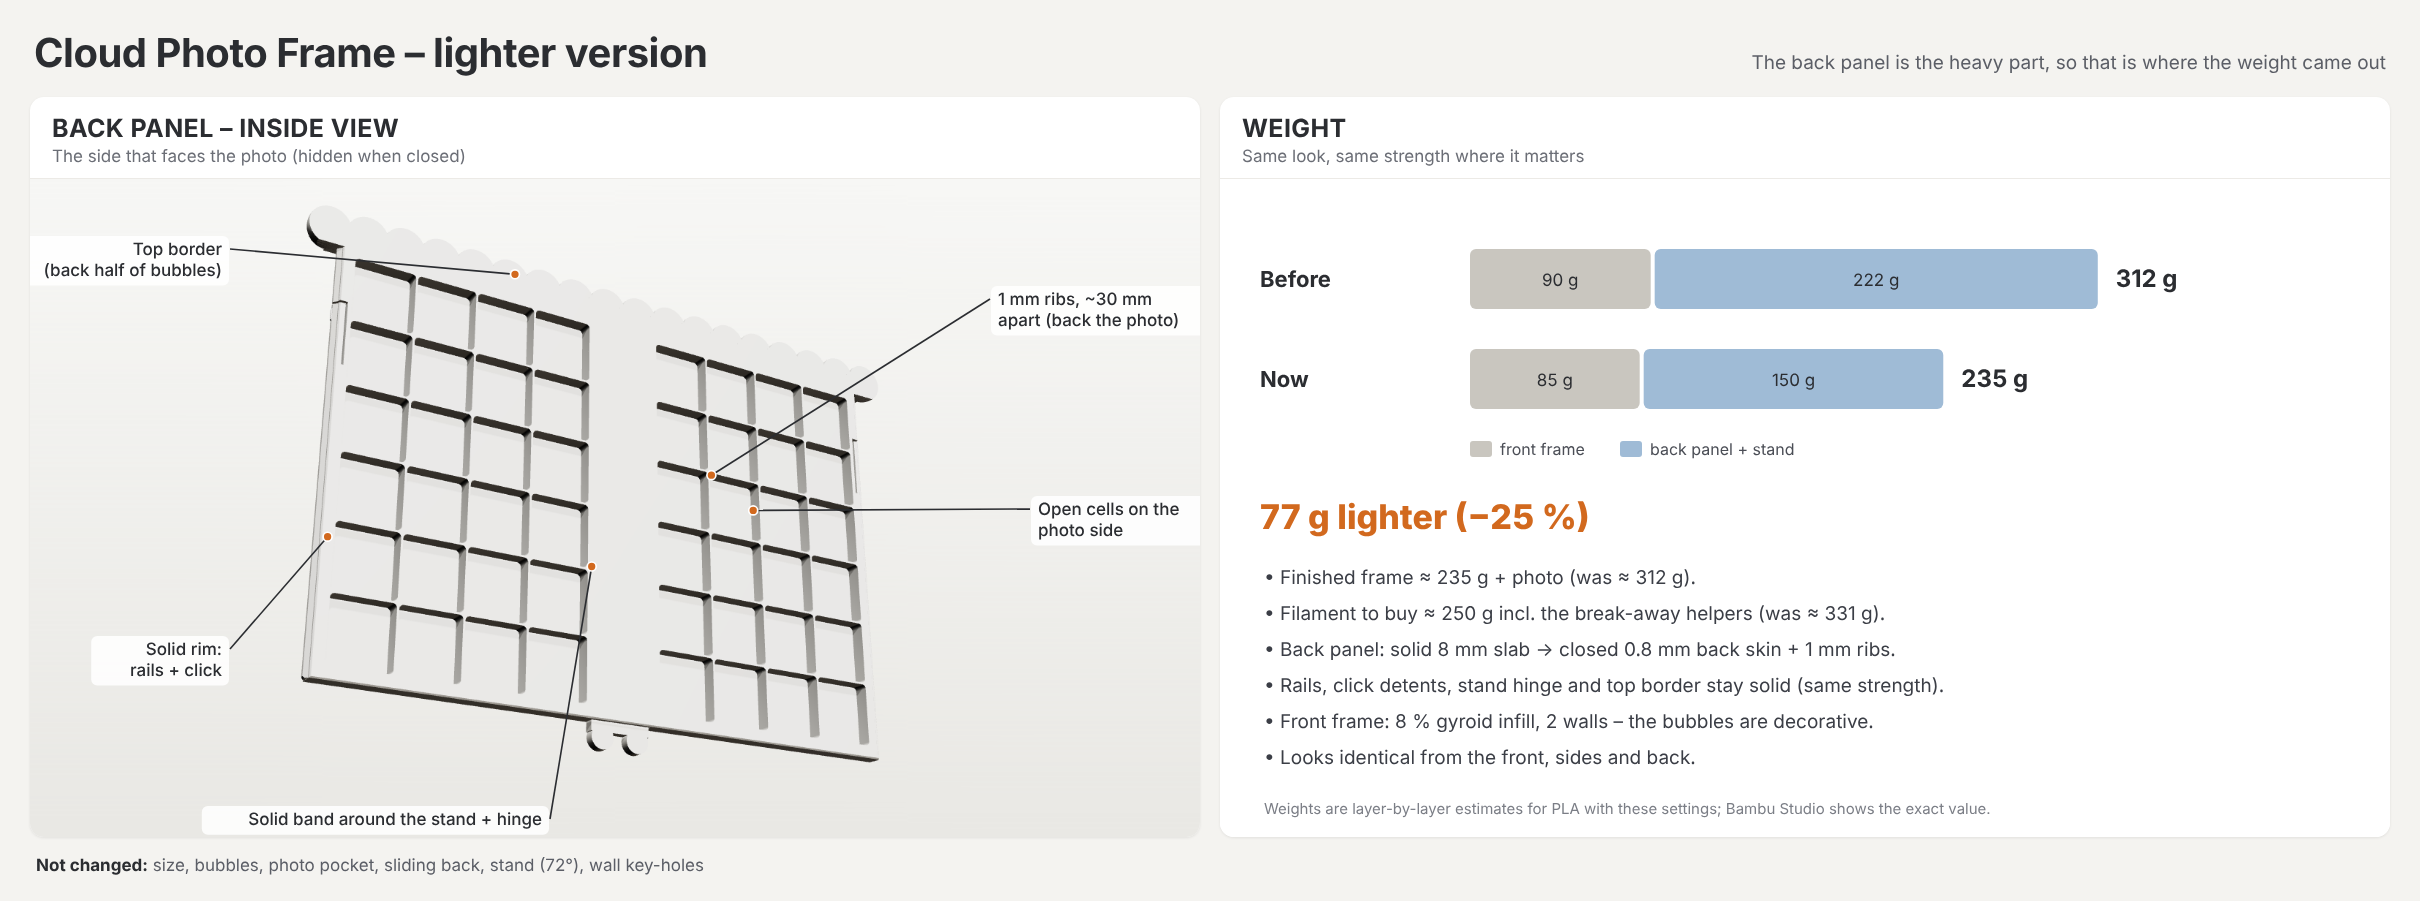 Cloud Photo Frame – lighter version
The back panel is the heavy part, so that is where the weight came out
BACK PANEL – INSIDE VIEW
The side that faces the photo (hidden when closed)
Top border
(back half of bubbles)
1 mm ribs, ~30 mm
apart (back the photo)
Open cells on the
photo side
Solid rim:
rails + click
Solid band around the stand + hinge
WEIGHT
Same look, same strength where it matters
Before
90 g
222 g
312 g
Now
85 g
150 g
235 g
front frame
back panel + stand
77 g lighter (−25 %)
• Finished frame ≈ 235 g + photo (was ≈ 312 g).
• Filament to buy ≈ 250 g incl. the break-away helpers (was ≈ 331 g).
• Back panel: solid 8 mm slab → closed 0.8 mm back skin + 1 mm ribs.
• Rails, click detents, stand hinge and top border stay solid (same strength).
• Front frame: 8 % gyroid infill, 2 walls – the bubbles are decorative.
• Looks identical from the front, sides and back.
Weights are layer-by-layer estimates for PLA with these settings; Bambu Studio shows the exact value.
Not changed: size, bubbles, photo pocket, sliding back, stand (72°), wall key-holes